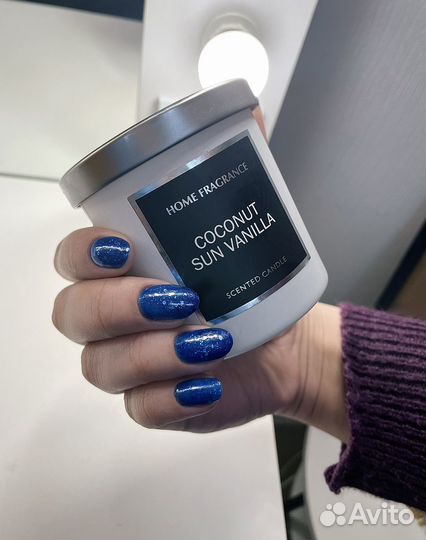 HOME FRAGRANCE
COCONUT
SUN VANILLA
SCENTED CANDLE
Avito